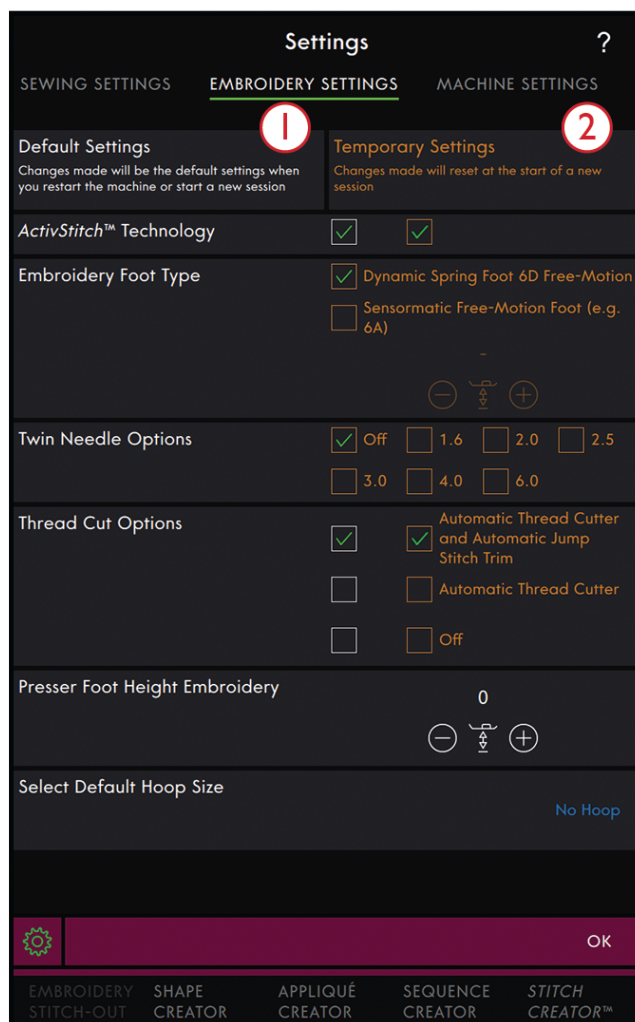 Settings
?
SEWING SETTINGS EMBROIDERY SETTINGS MACHINE SETTINGS
1 2
Default Settings
Changes made will be the default settings when
you restart the machine or start a new session
Temporary Settings
Changes made will reset at the start of a new
session
ActivStitch™ Technology
Embroidery Foot Type
Dynamic Spring Foot 6D Free-Motion
Sensormatic Free-Motion Foot (e.g.
6A)
-
Twin Needle Options
Off 1.6 2.0 2.5
3.0 4.0 6.0
Thread Cut Options
Automatic Thread Cutter
and Automatic Jump
Stitch Trim
Automatic Thread Cutter
Off
Presser Foot Height Embroidery
0
Select Default Hoop Size
No Hoop
OK
EMBROIDERY
STITCH-OUT
SHAPE
CREATOR
APPLIQUÉ
CREATOR
SEQUENCE
CREATOR
STITCH
CREATOR™